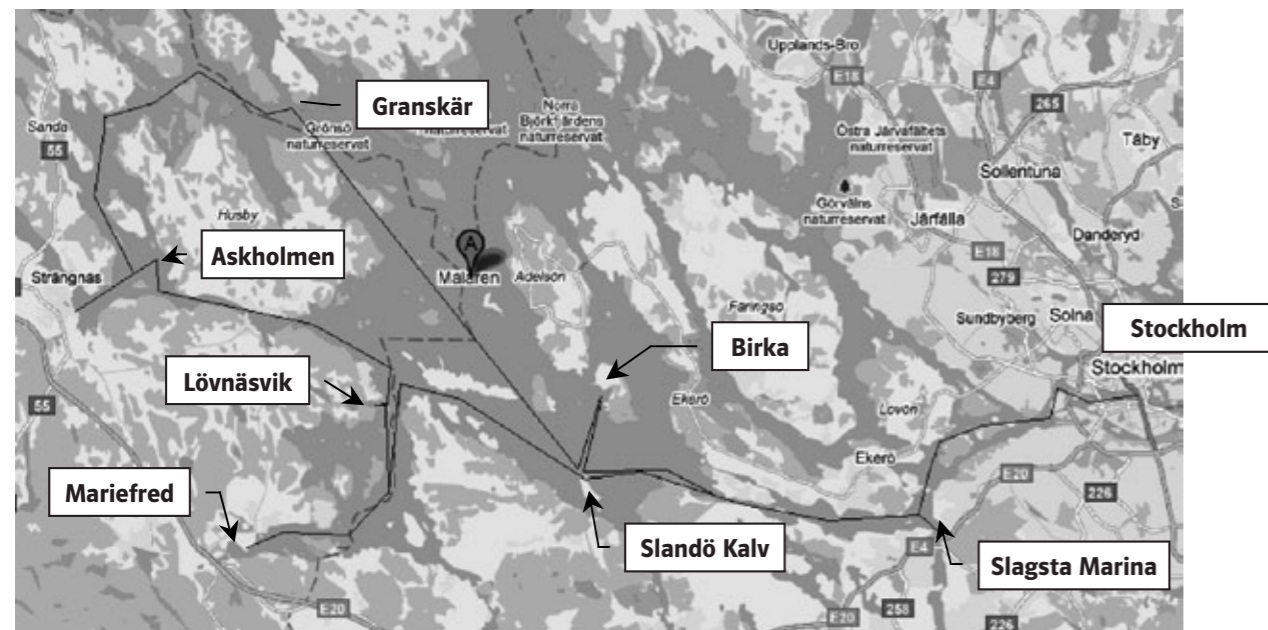 Upplands-Bro
E18
E4
265
Granskär
Sanda
55
Grönsö
naturreservat
naturreservat
Norra
Björkfjärdens
naturreservat
Östra Järvafältets
naturreservat
Täby
Sollentuna
Görvälns
naturreservat
Järfälla
Husby
Danderyd
E18
Askholmen
A
Strängnäs
Mälaren
Adelsön
279
Färingsö
Sundbyberg
Solna
Stockholm
Birka
Stockholm
Lövnäsvik
Ekerö
55
Lovön
Ekerö
E20
Mariefred
226
Slandö Kalv
E4
Slagsta Marina
E20
E20
258
226